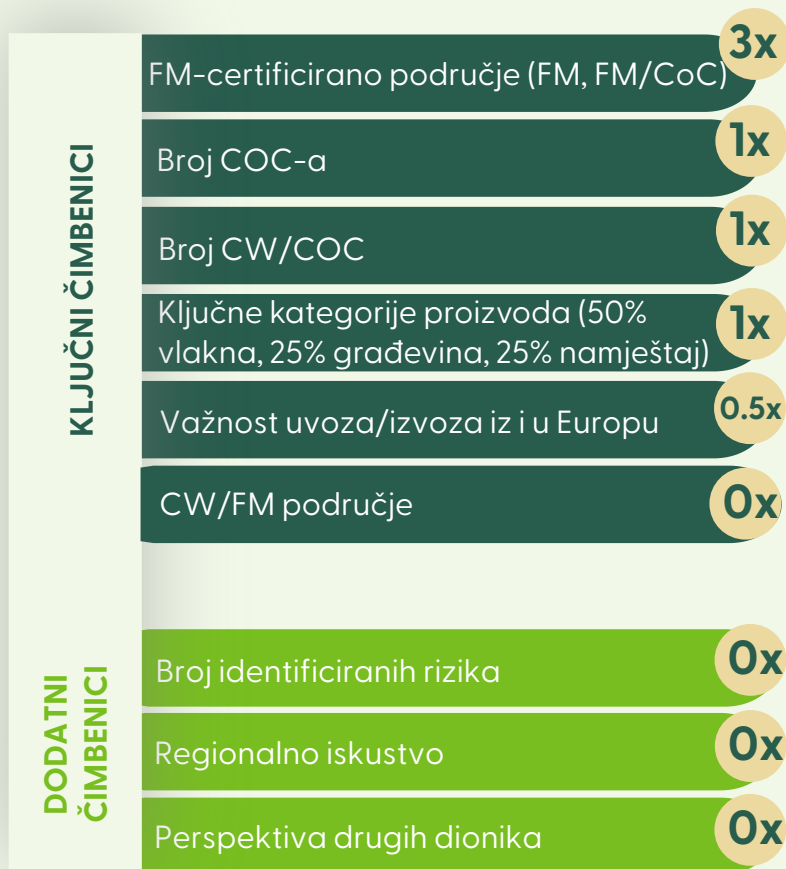 KLJUČNI ČIMBENICI
FM-certificirano područje (FM, FM/CoC)
3x
Broj COC-a
1x
Broj CW/COC
1x
Ključne kategorije proizvoda (50%
vlakna, 25% građevina, 25% namještaj)
1x
Važnost uvoza/izvoza iz i u Europu
0.5x
CW/FM područje
0x
DODATNI
ČIMBENICI
Broj identificiranih rizika
0x
Regionalno iskustvo
0x
Perspektiva drugih dionika
0x